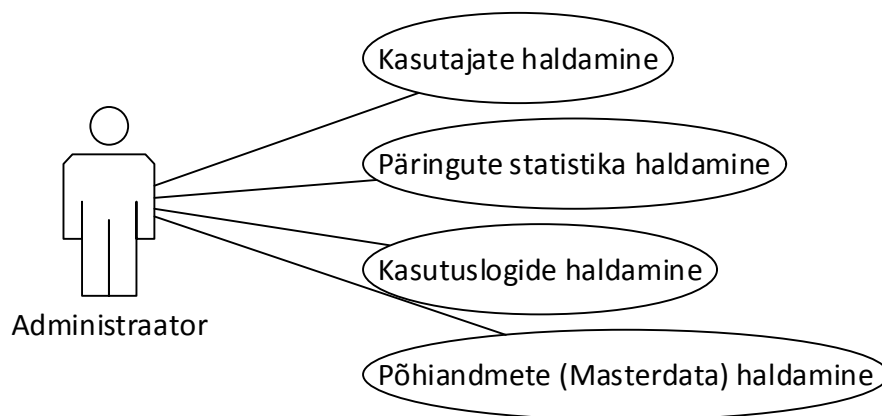 Kasutajate haldamine
Päringute statistika haldamine
Kasutuslogide haldamine
Administraator
Põhiandmete (Masterdata) haldamine